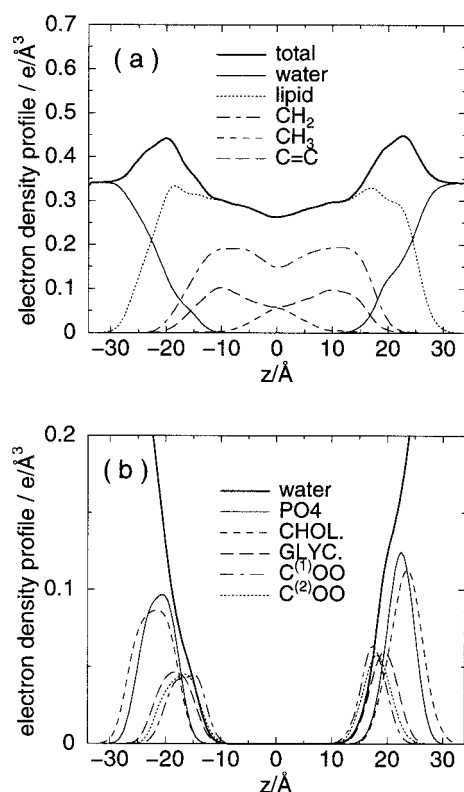 electron density profile / e/Å³
0.7
0.6
0.5
0.4
0.3
0.2
0.1
0
(a)
total
water
lipid
CH₂
CH₃
C=C
−30 −20 −10 0 10 20 30
z/Å
electron density profile / e/Å³
0.2
0.1
0
(b)
water
PO4
CHOL.
GLYC.
C⁽¹⁾OO
C⁽²⁾OO
−30 −20 −10 0 10 20 30
z/Å